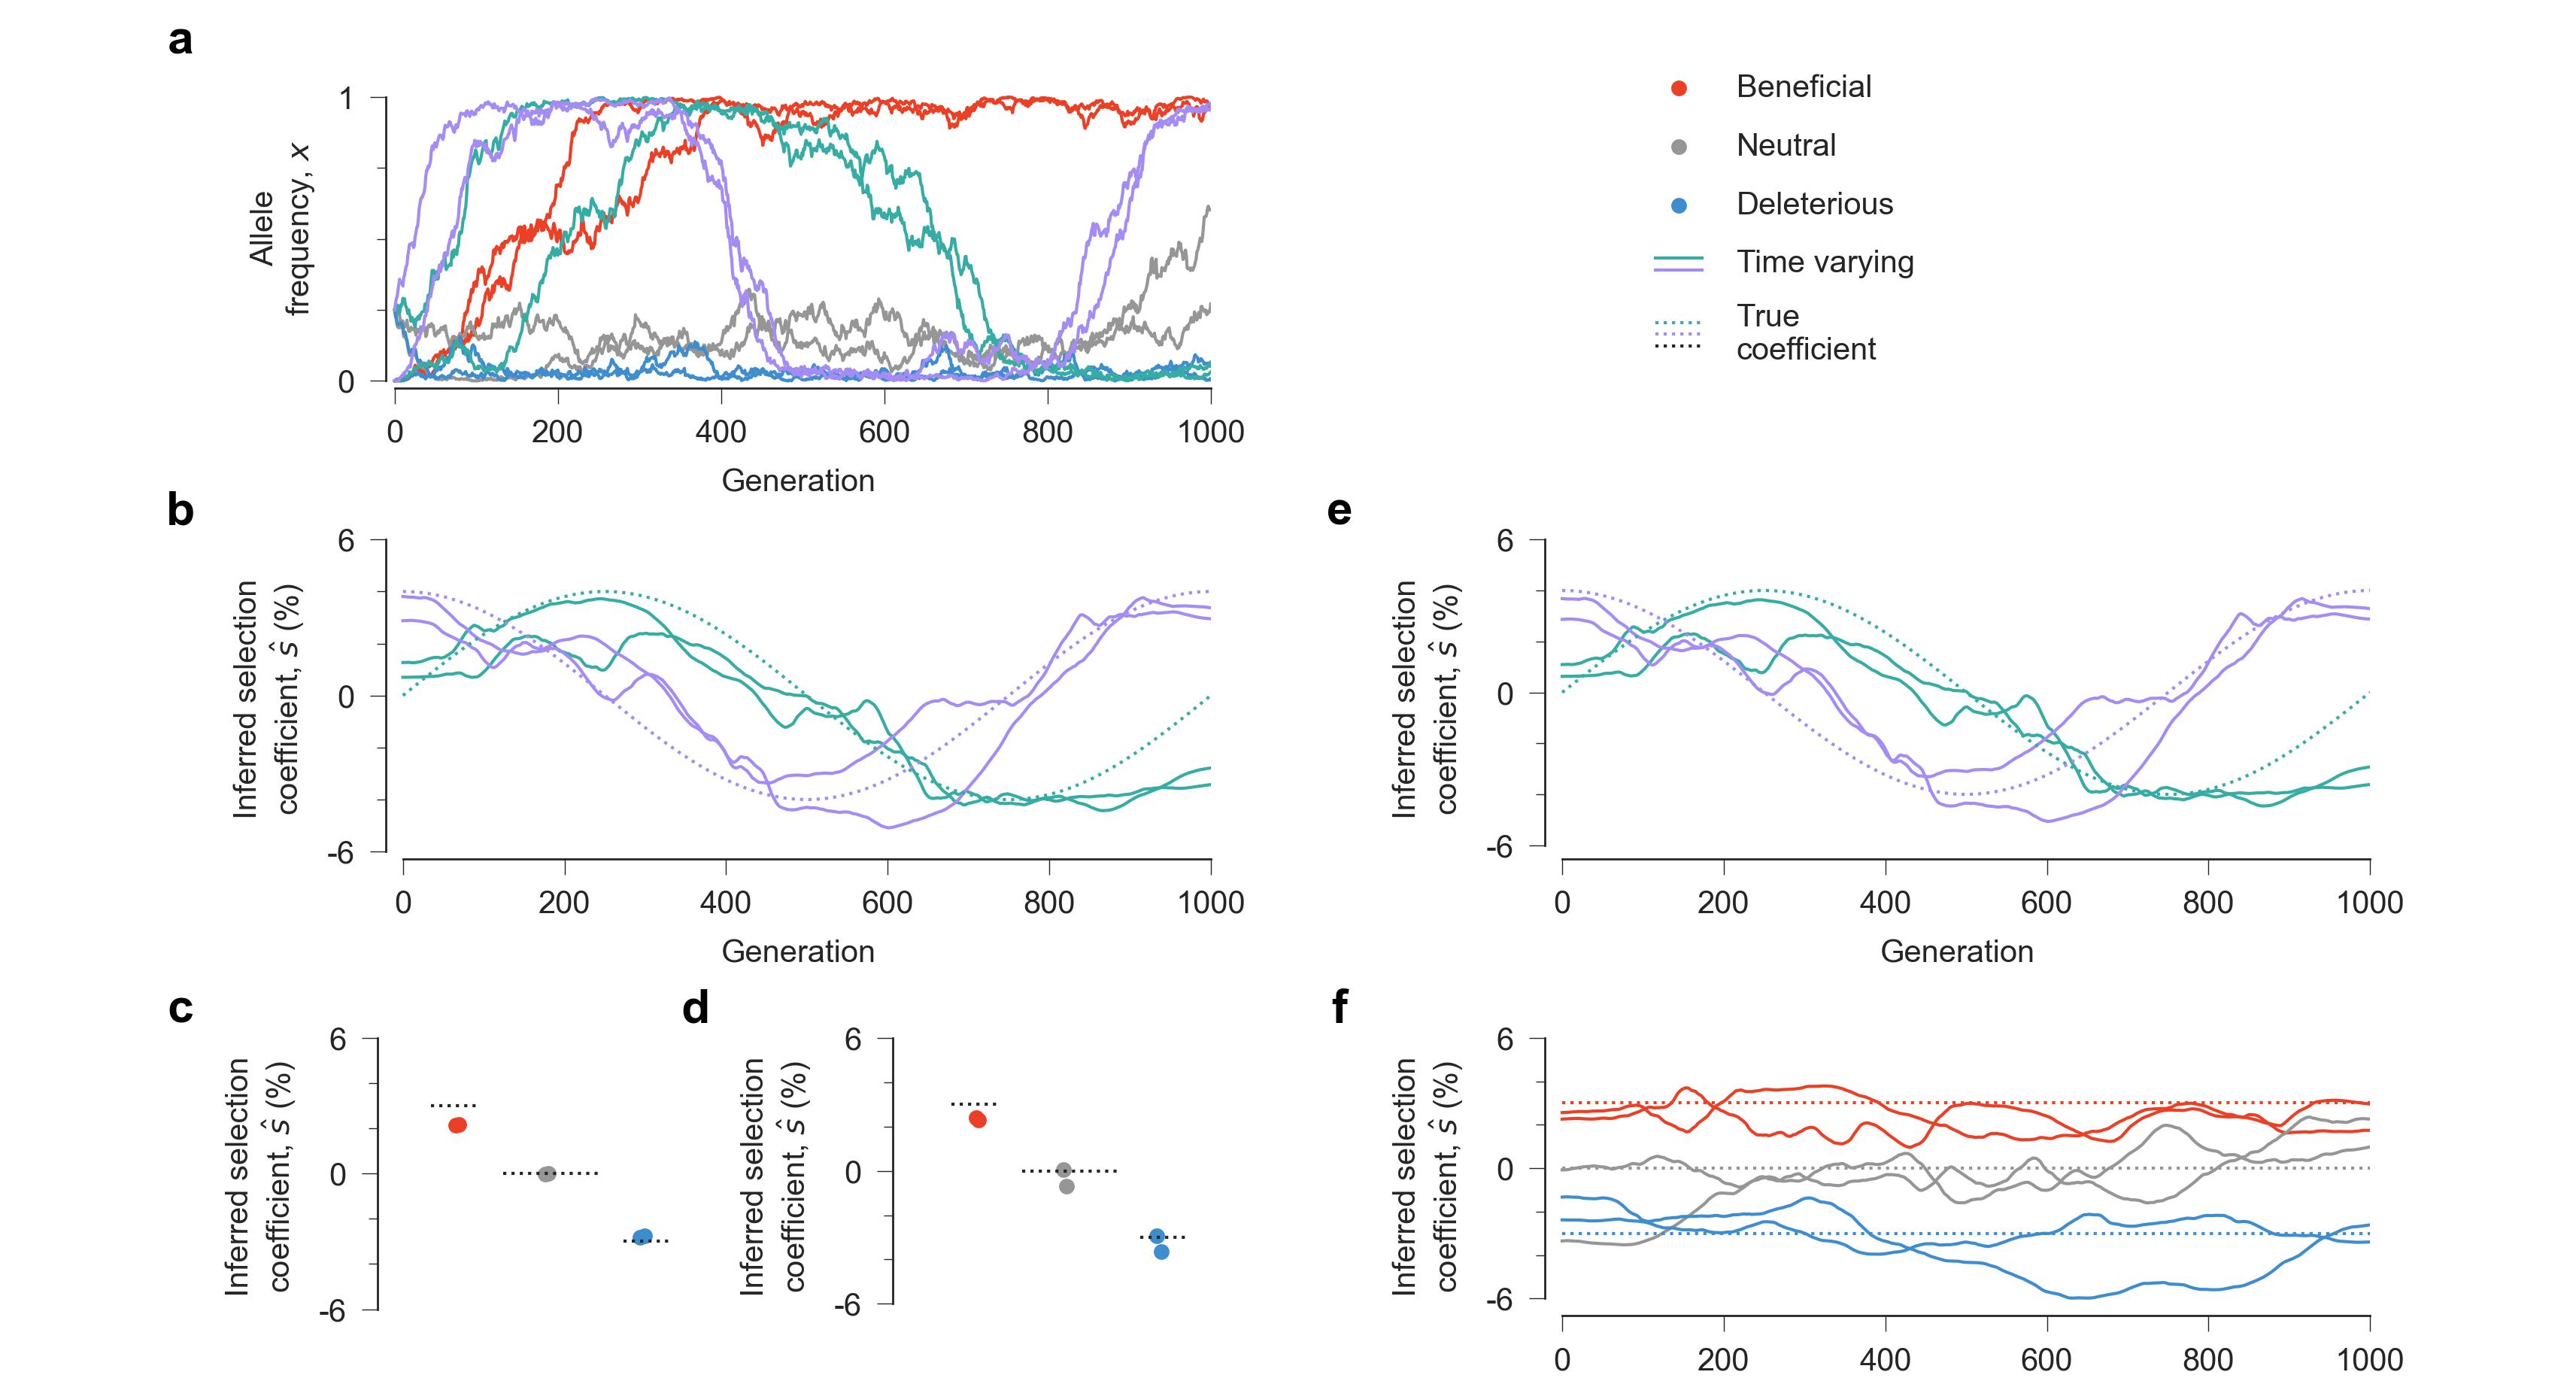 a
1
0
Allele
frequency, x
0 200 400 600 800 1000
Generation
Beneficial
Neutral
Deleterious
Time varying
True
coefficient
b
6
0
-6
Inferred selection
coefficient, ŝ (%)
0 200 400 600 800 1000
Generation
e
6
0
-6
Inferred selection
coefficient, ŝ (%)
0 200 400 600 800 1000
Generation
c
6
0
-6
Inferred selection
coefficient, ŝ (%)
d
6
0
-6
Inferred selection
coefficient, ŝ (%)
f
6
0
-6
Inferred selection
coefficient, ŝ (%)
0 200 400 600 800 1000